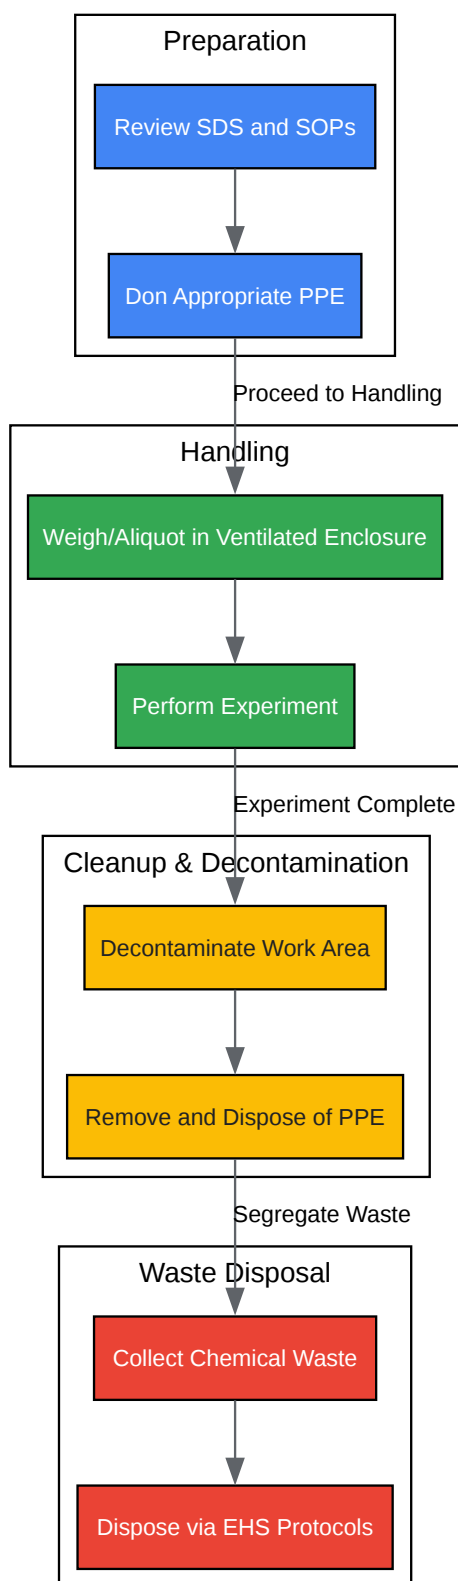 Preparation
Review SDS and SOPs
Don Appropriate PPE
Proceed to Handling
Handling
Weigh/Aliquot in Ventilated Enclosure
Perform Experiment
Experiment Complete
Cleanup & Decontamination
Decontaminate Work Area
Remove and Dispose of PPE
Segregate Waste
Waste Disposal
Collect Chemical Waste
Dispose via EHS Protocols